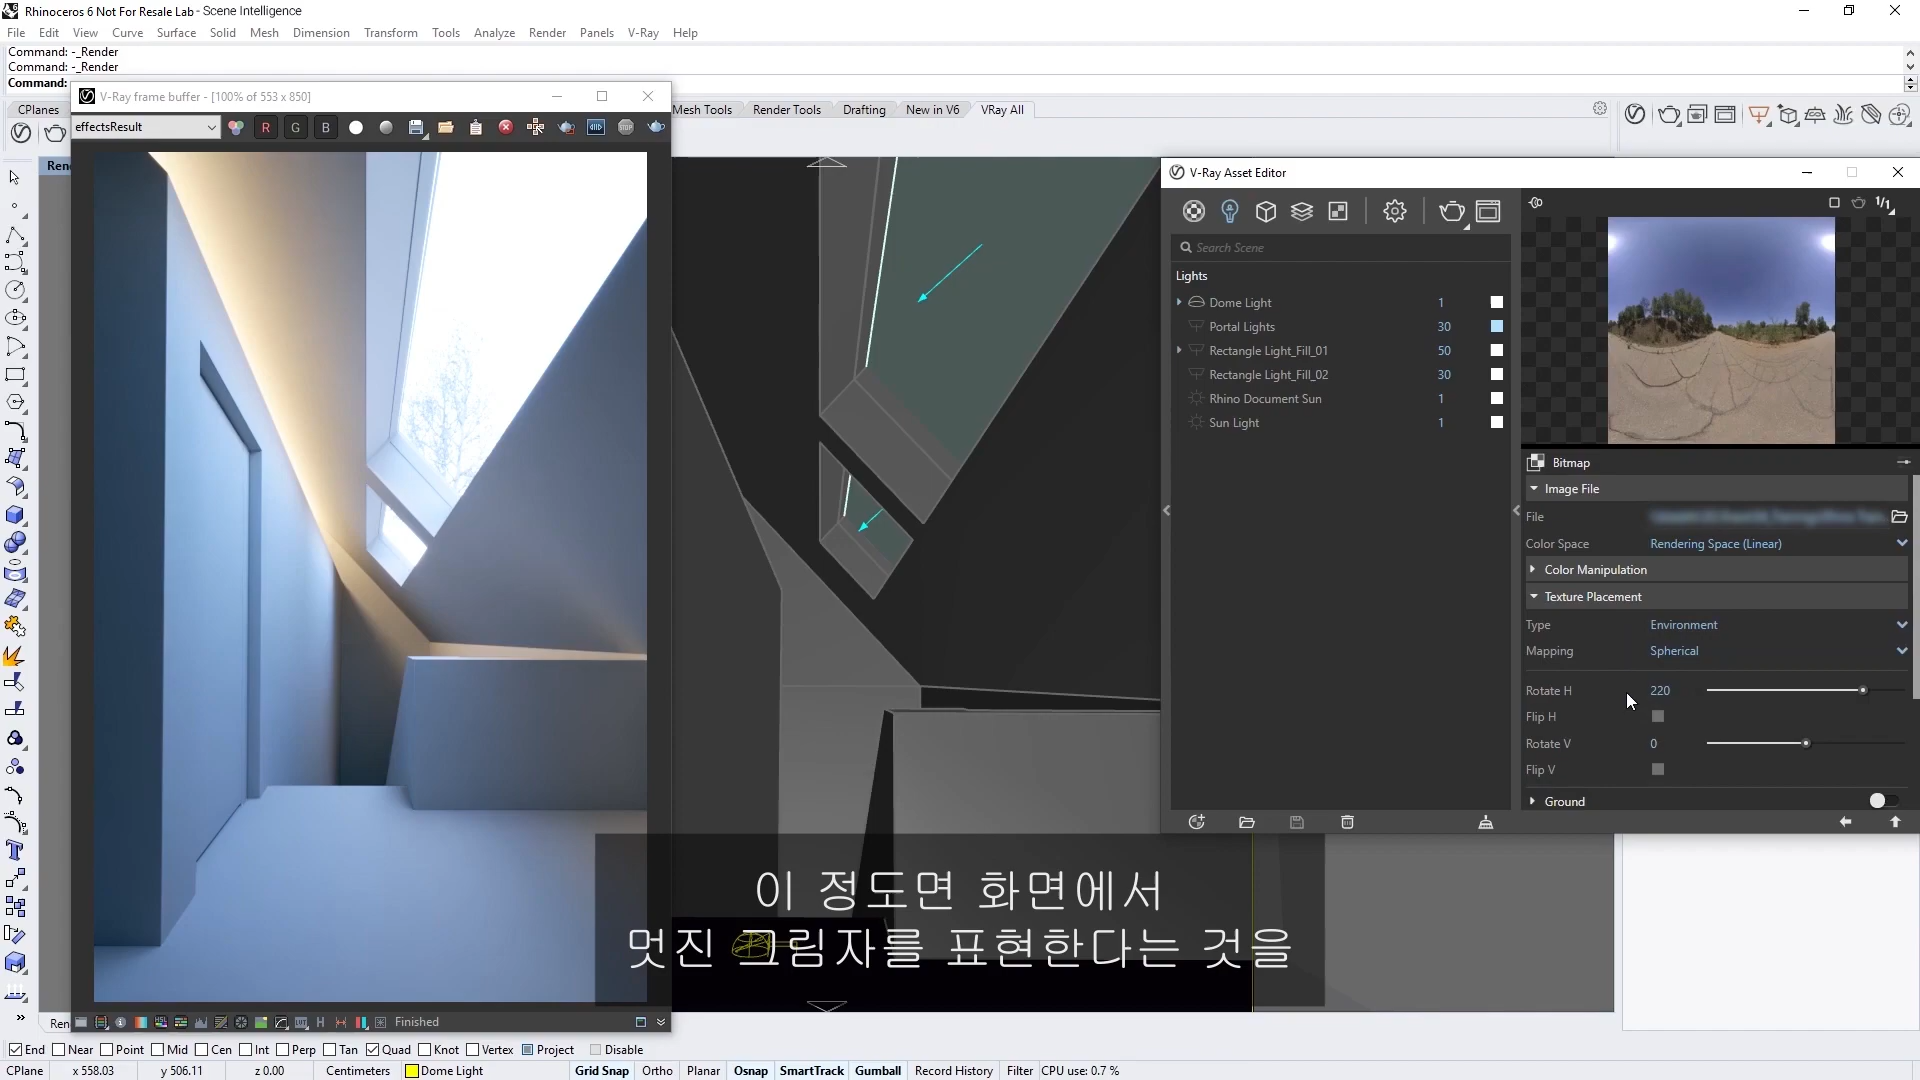 Rhinoceros 6 Not For Resale Lab - Scene Intelligence
File Edit View Curve Surface Solid Mesh Dimension Transform Tools Analyze Render Panels V-Ray Help
Command: -_Render
Command: -_Render
Command:
V-Ray frame buffer - [100% of 553 x 850]
CPlanes
Mesh Tools Render Tools Drafting New in V6 VRay All
effectsResult
R G B
Ren
V-Ray Asset Editor
1/1
Search Scene
Lights
Dome Light 1
Portal Lights 30
Rectangle Light_Fill_01 50
Rectangle Light_Fill_02 30
Rhino Document Sun 1
Sun Light 1
Bitmap
Image File
File
Color Space Rendering Space (Linear)
Color Manipulation
Texture Placement
Type Environment
Mapping Spherical
Rotate H 220
Flip H
Rotate V 0
Flip V
Ground
이 정도면 화면에서
멋진 그림자를 표현한다는 것을
Ren
Finished
End Near Point Mid Cen Int Perp Tan Quad Knot Vertex Project Disable
CPlane x 558.03 y 506.11 z 0.00 Centimeters Dome Light Grid Snap Ortho Planar Osnap SmartTrack Gumball Record History Filter CPU use: 0.7 %